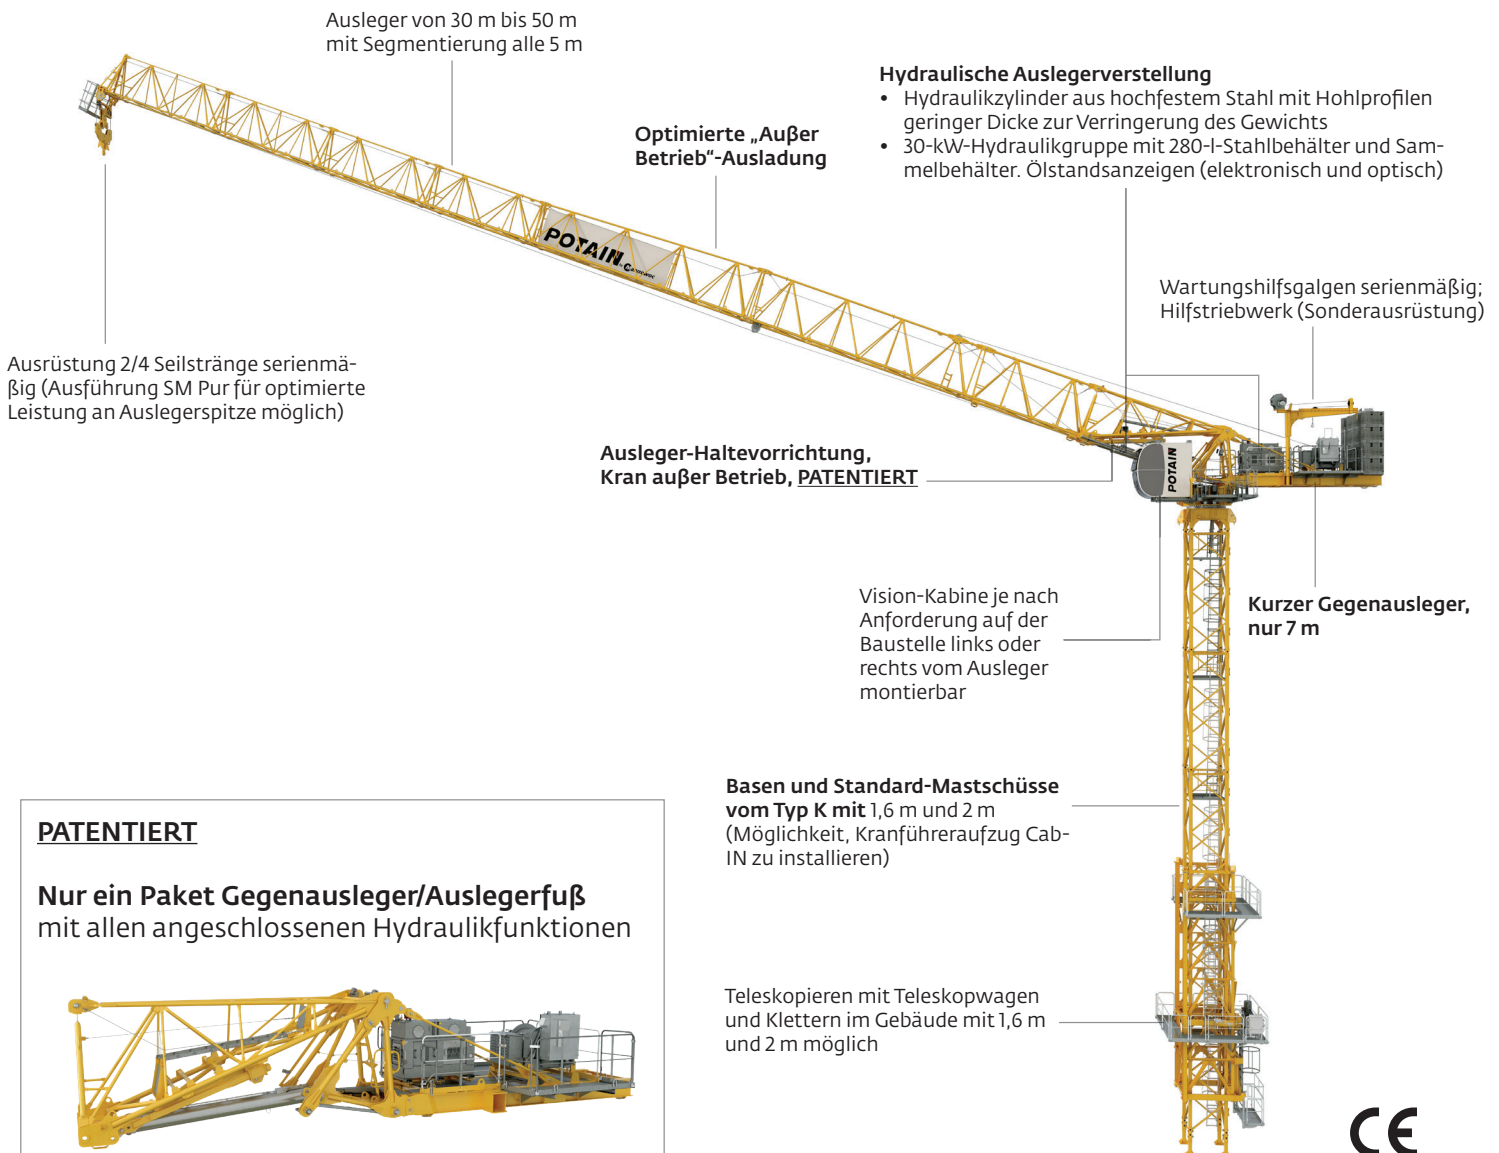 Ausleger von 30 m bis 50 m
mit Segmentierung alle 5 m
Hydraulische Auslegerverstellung
• Hydraulikzylinder aus hochfestem Stahl mit Hohlprofilen
geringer Dicke zur Verringerung des Gewichts
• 30-kW-Hydraulikgruppe mit 280-l-Stahlbehälter und Sam-
melbehälter. Ölstandsanzeigen (elektronisch und optisch)
Optimierte „Außer
Betrieb“-Ausladung
POTAIN
Wartungshilfsgalgen serienmäßig;
Hilfstriebwerk (Sonderausrüstung)
Ausrüstung 2/4 Seilstränge serienmä-
ßig (Ausführung SM Pur für optimierte
Leistung an Auslegerspitze möglich)
Ausleger-Haltevorrichtung,
Kran außer Betrieb, PATENTIERT
POTAIN
Vision-Kabine je nach
Anforderung auf der
Baustelle links oder
rechts vom Ausleger
montierbar
Kurzer Gegenausleger,
nur 7 m
Basen und Standard-Mastschüsse
vom Typ K mit 1,6 m und 2 m
(Möglichkeit, Kranführeraufzug Cab-
IN zu installieren)
PATENTIERT
Nur ein Paket Gegenausleger/Auslegerfuß
mit allen angeschlossenen Hydraulikfunktionen
Teleskopieren mit Teleskopwagen
und Klettern im Gebäude mit 1,6 m
und 2 m möglich
CE